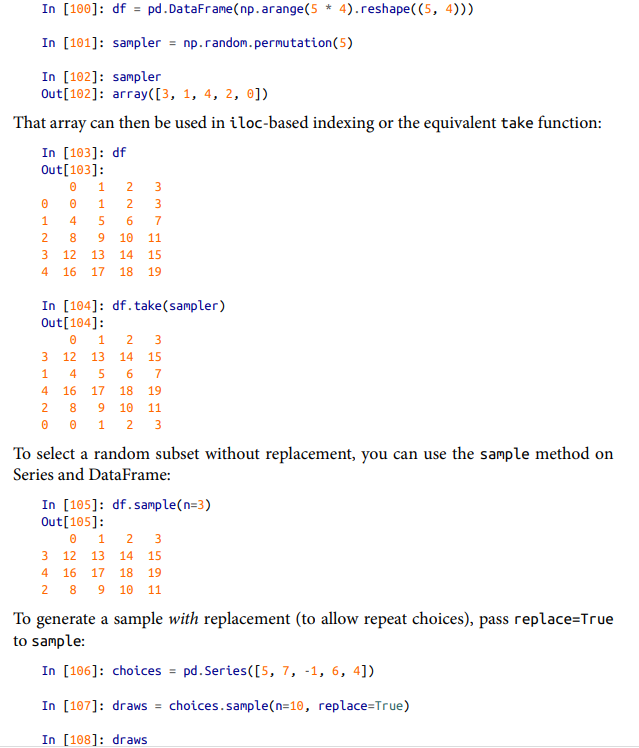 In [100]: df = pd.DataFrame(np.arange(5 * 4).reshape((5, 4)))
In [101]: sampler = np.random.permutation(5)
In [102]: sampler
Out[102]: array([3, 1, 4, 2, 0])
That array can then be used in iloc-based indexing or the equivalent take function:
In [103]: df
Out[103]:
    0   1   2   3
0   0   1   2   3
1   4   5   6   7
2   8   9  10  11
3  12  13  14  15
4  16  17  18  19
In [104]: df.take(sampler)
Out[104]:
    0   1   2   3
3  12  13  14  15
1   4   5   6   7
4  16  17  18  19
2   8   9  10  11
0   0   1   2   3
To select a random subset without replacement, you can use the sample method on
Series and DataFrame:
In [105]: df.sample(n=3)
Out[105]:
    0   1   2   3
3  12  13  14  15
4  16  17  18  19
2   8   9  10  11
To generate a sample with replacement (to allow repeat choices), pass replace=True
to sample:
In [106]: choices = pd.Series([5, 7, -1, 6, 4])
In [107]: draws = choices.sample(n=10, replace=True)
In [108]: draws